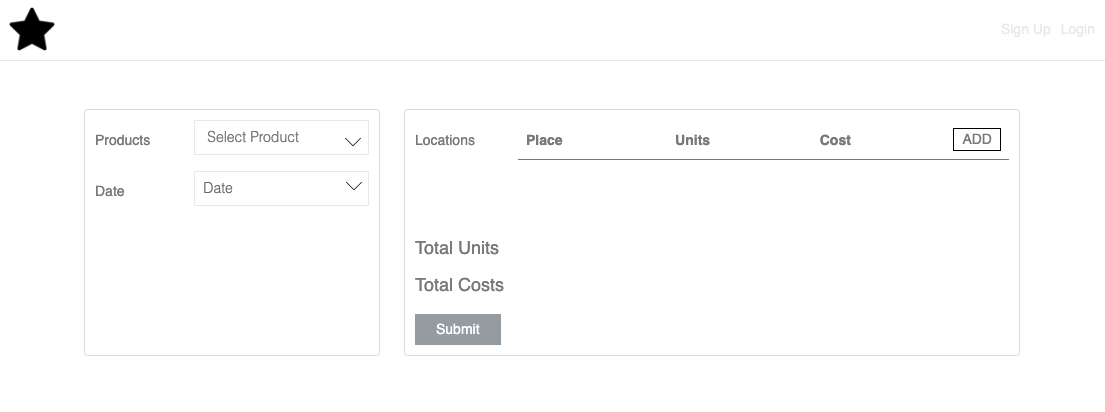 Sign Up Login
Products Select Product
Date Date
Locations Place Units Cost ADD
Total Units
Total Costs
Submit